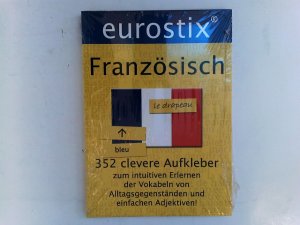 eurostix®
Französisch
le drapeau
bleu
352 clevere Aufkleber
zum intuitiven Erlernen
der Vokabeln von
Alltagsgegenständen und
einfachen Adjektiven!